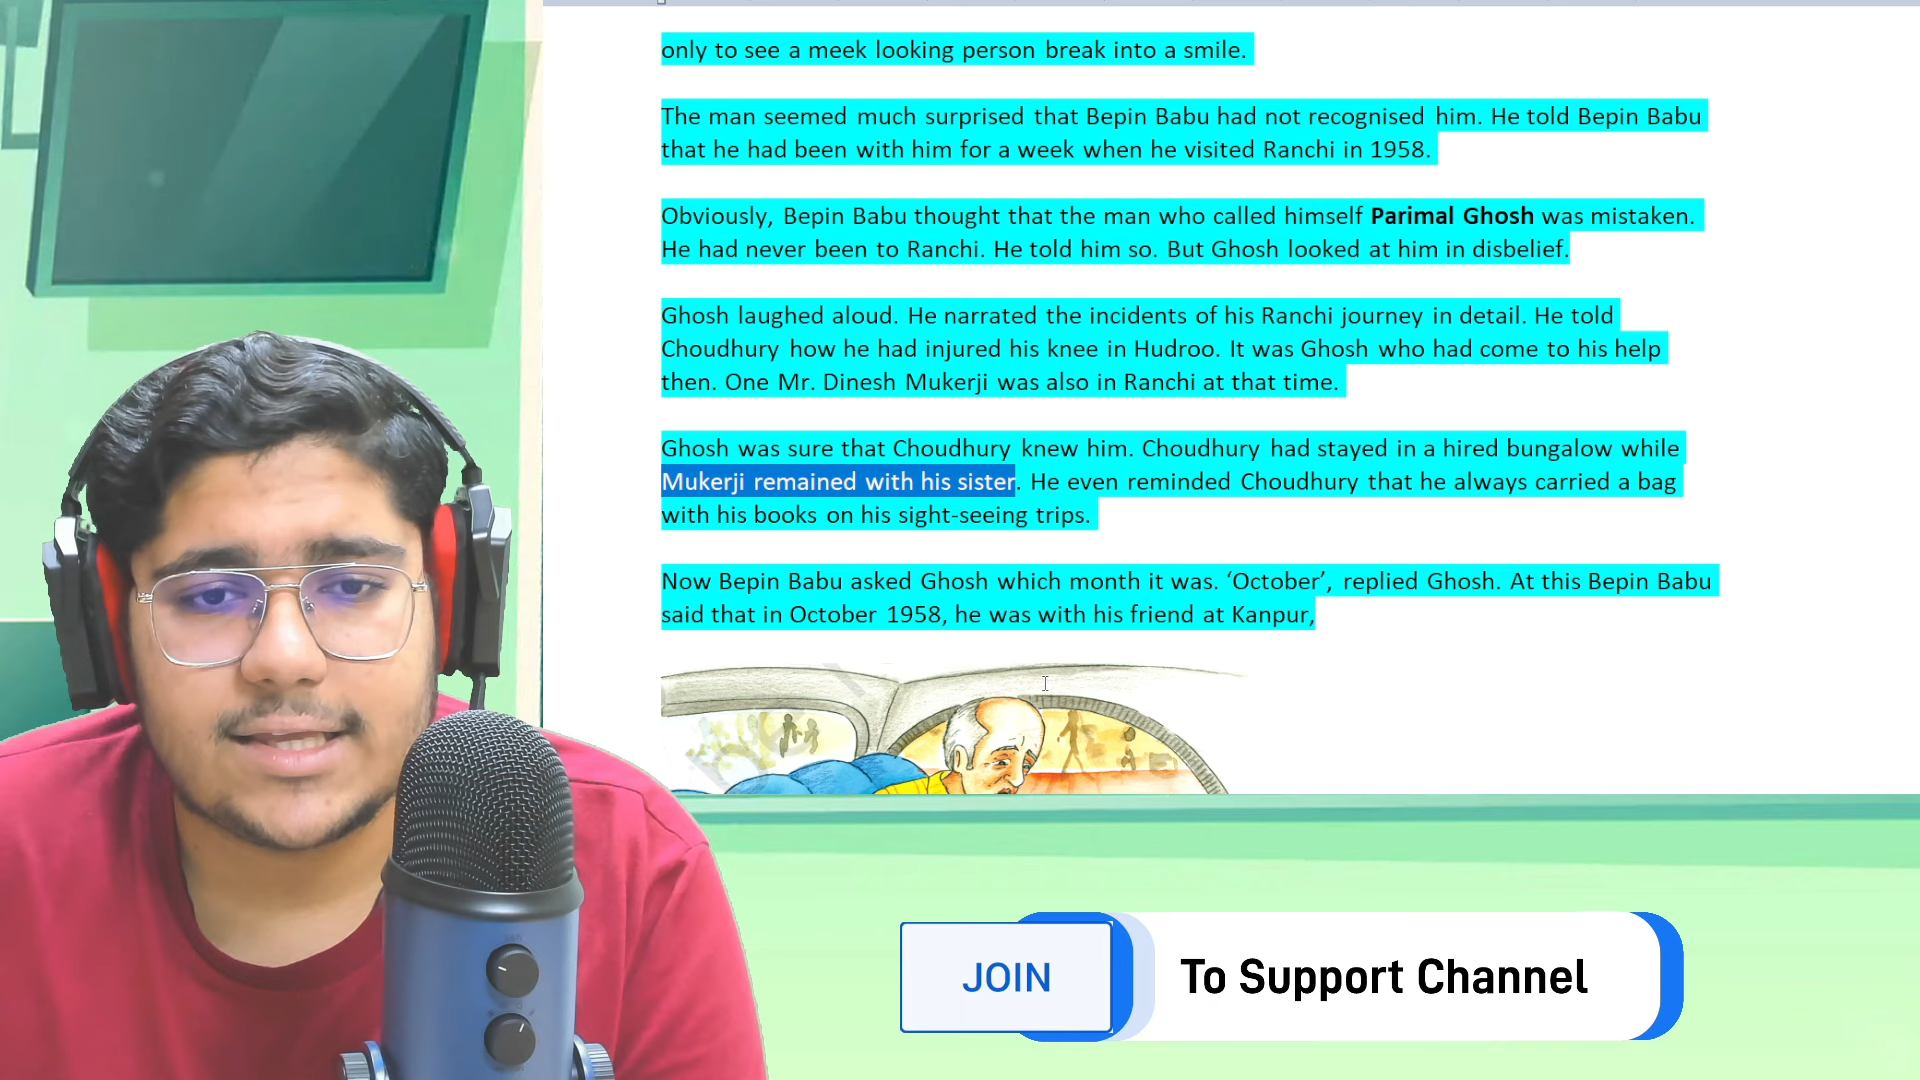 only to see a meek looking person break into a smile.
The man seemed much surprised that Bepin Babu had not recognised him. He told Bepin Babu
that he had been with him for a week when he visited Ranchi in 1958.
Obviously, Bepin Babu thought that the man who called himself Parimal Ghosh was mistaken.
He had never been to Ranchi. He told him so. But Ghosh looked at him in disbelief.
Ghosh laughed aloud. He narrated the incidents of his Ranchi journey in detail. He told
Choudhury how he had injured his knee in Hudroo. It was Ghosh who had come to his help
then. One Mr. Dinesh Mukerji was also in Ranchi at that time.
Ghosh was sure that Choudhury knew him. Choudhury had stayed in a hired bungalow while
Mukerji remained with his sister. He even reminded Choudhury that he always carried a bag
with his books on his sight-seeing trips.
Now Bepin Babu asked Ghosh which month it was. ‘October’, replied Ghosh. At this Bepin Babu
said that in October 1958, he was with his friend at Kanpur,
JOIN To Support Channel